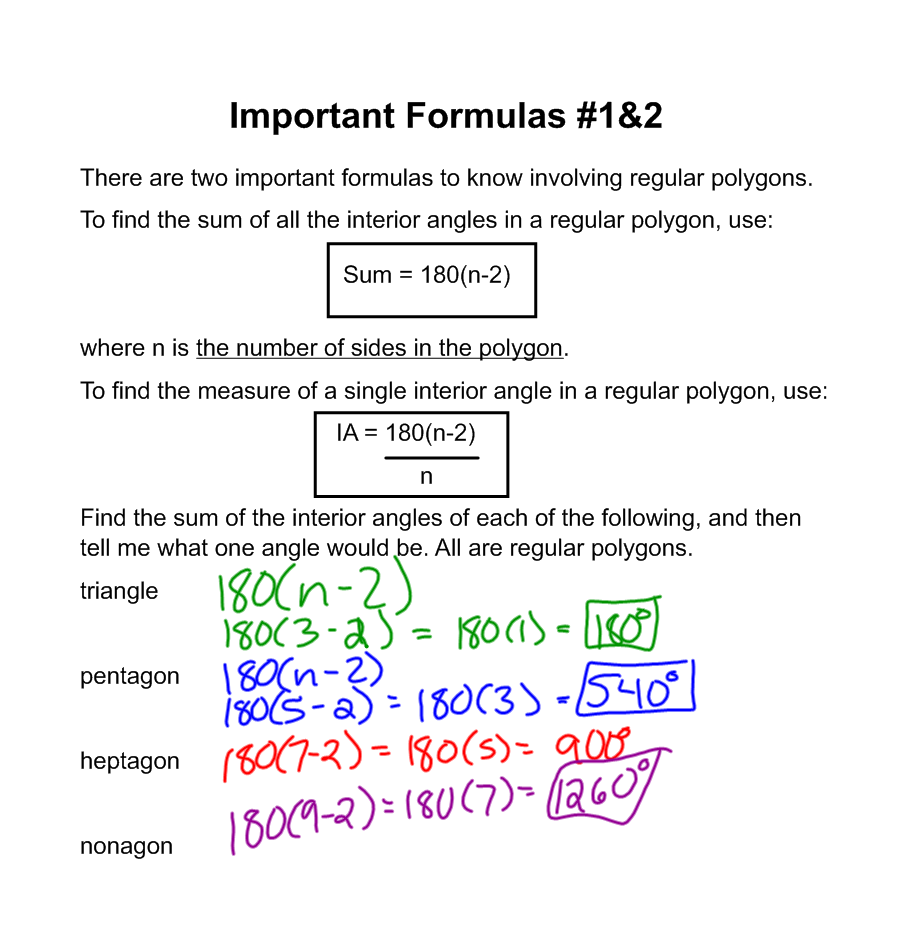 Important Formulas #1&2
There are two important formulas to know involving regular polygons.
To find the sum of all the interior angles in a regular polygon, use:
Sum = 180(n-2)
where n is the number of sides in the polygon.
To find the measure of a single interior angle in a regular polygon, use:
IA = 180(n-2)
n
Find the sum of the interior angles of each of the following, and then
tell me what one angle would be. All are regular polygons.
triangle 180(n-2)
180(3-2) = 180(1) = 180°
pentagon 180(n-2)
180(5-2) = 180(3) = 540°
heptagon 180(7-2) = 180(5) = 900°
180(9-2) = 180(7) = 1260°
nonagon